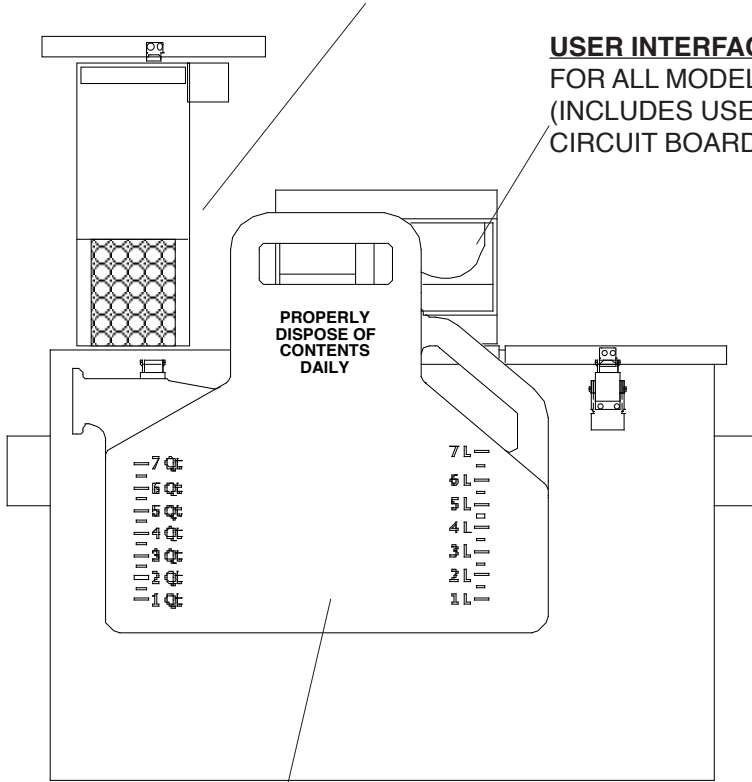 USER INTERFAC
FOR ALL MODEL
(INCLUDES USE
CIRCUIT BOARD
PROPERLY
DISPOSE OF
CONTENTS
DAILY
7 Qt
6 Qt
5 Qt
4 Qt
3 Qt
2 Qt
1 Qt
7 L
6 L
5 L
4 L
3 L
2 L
1 L